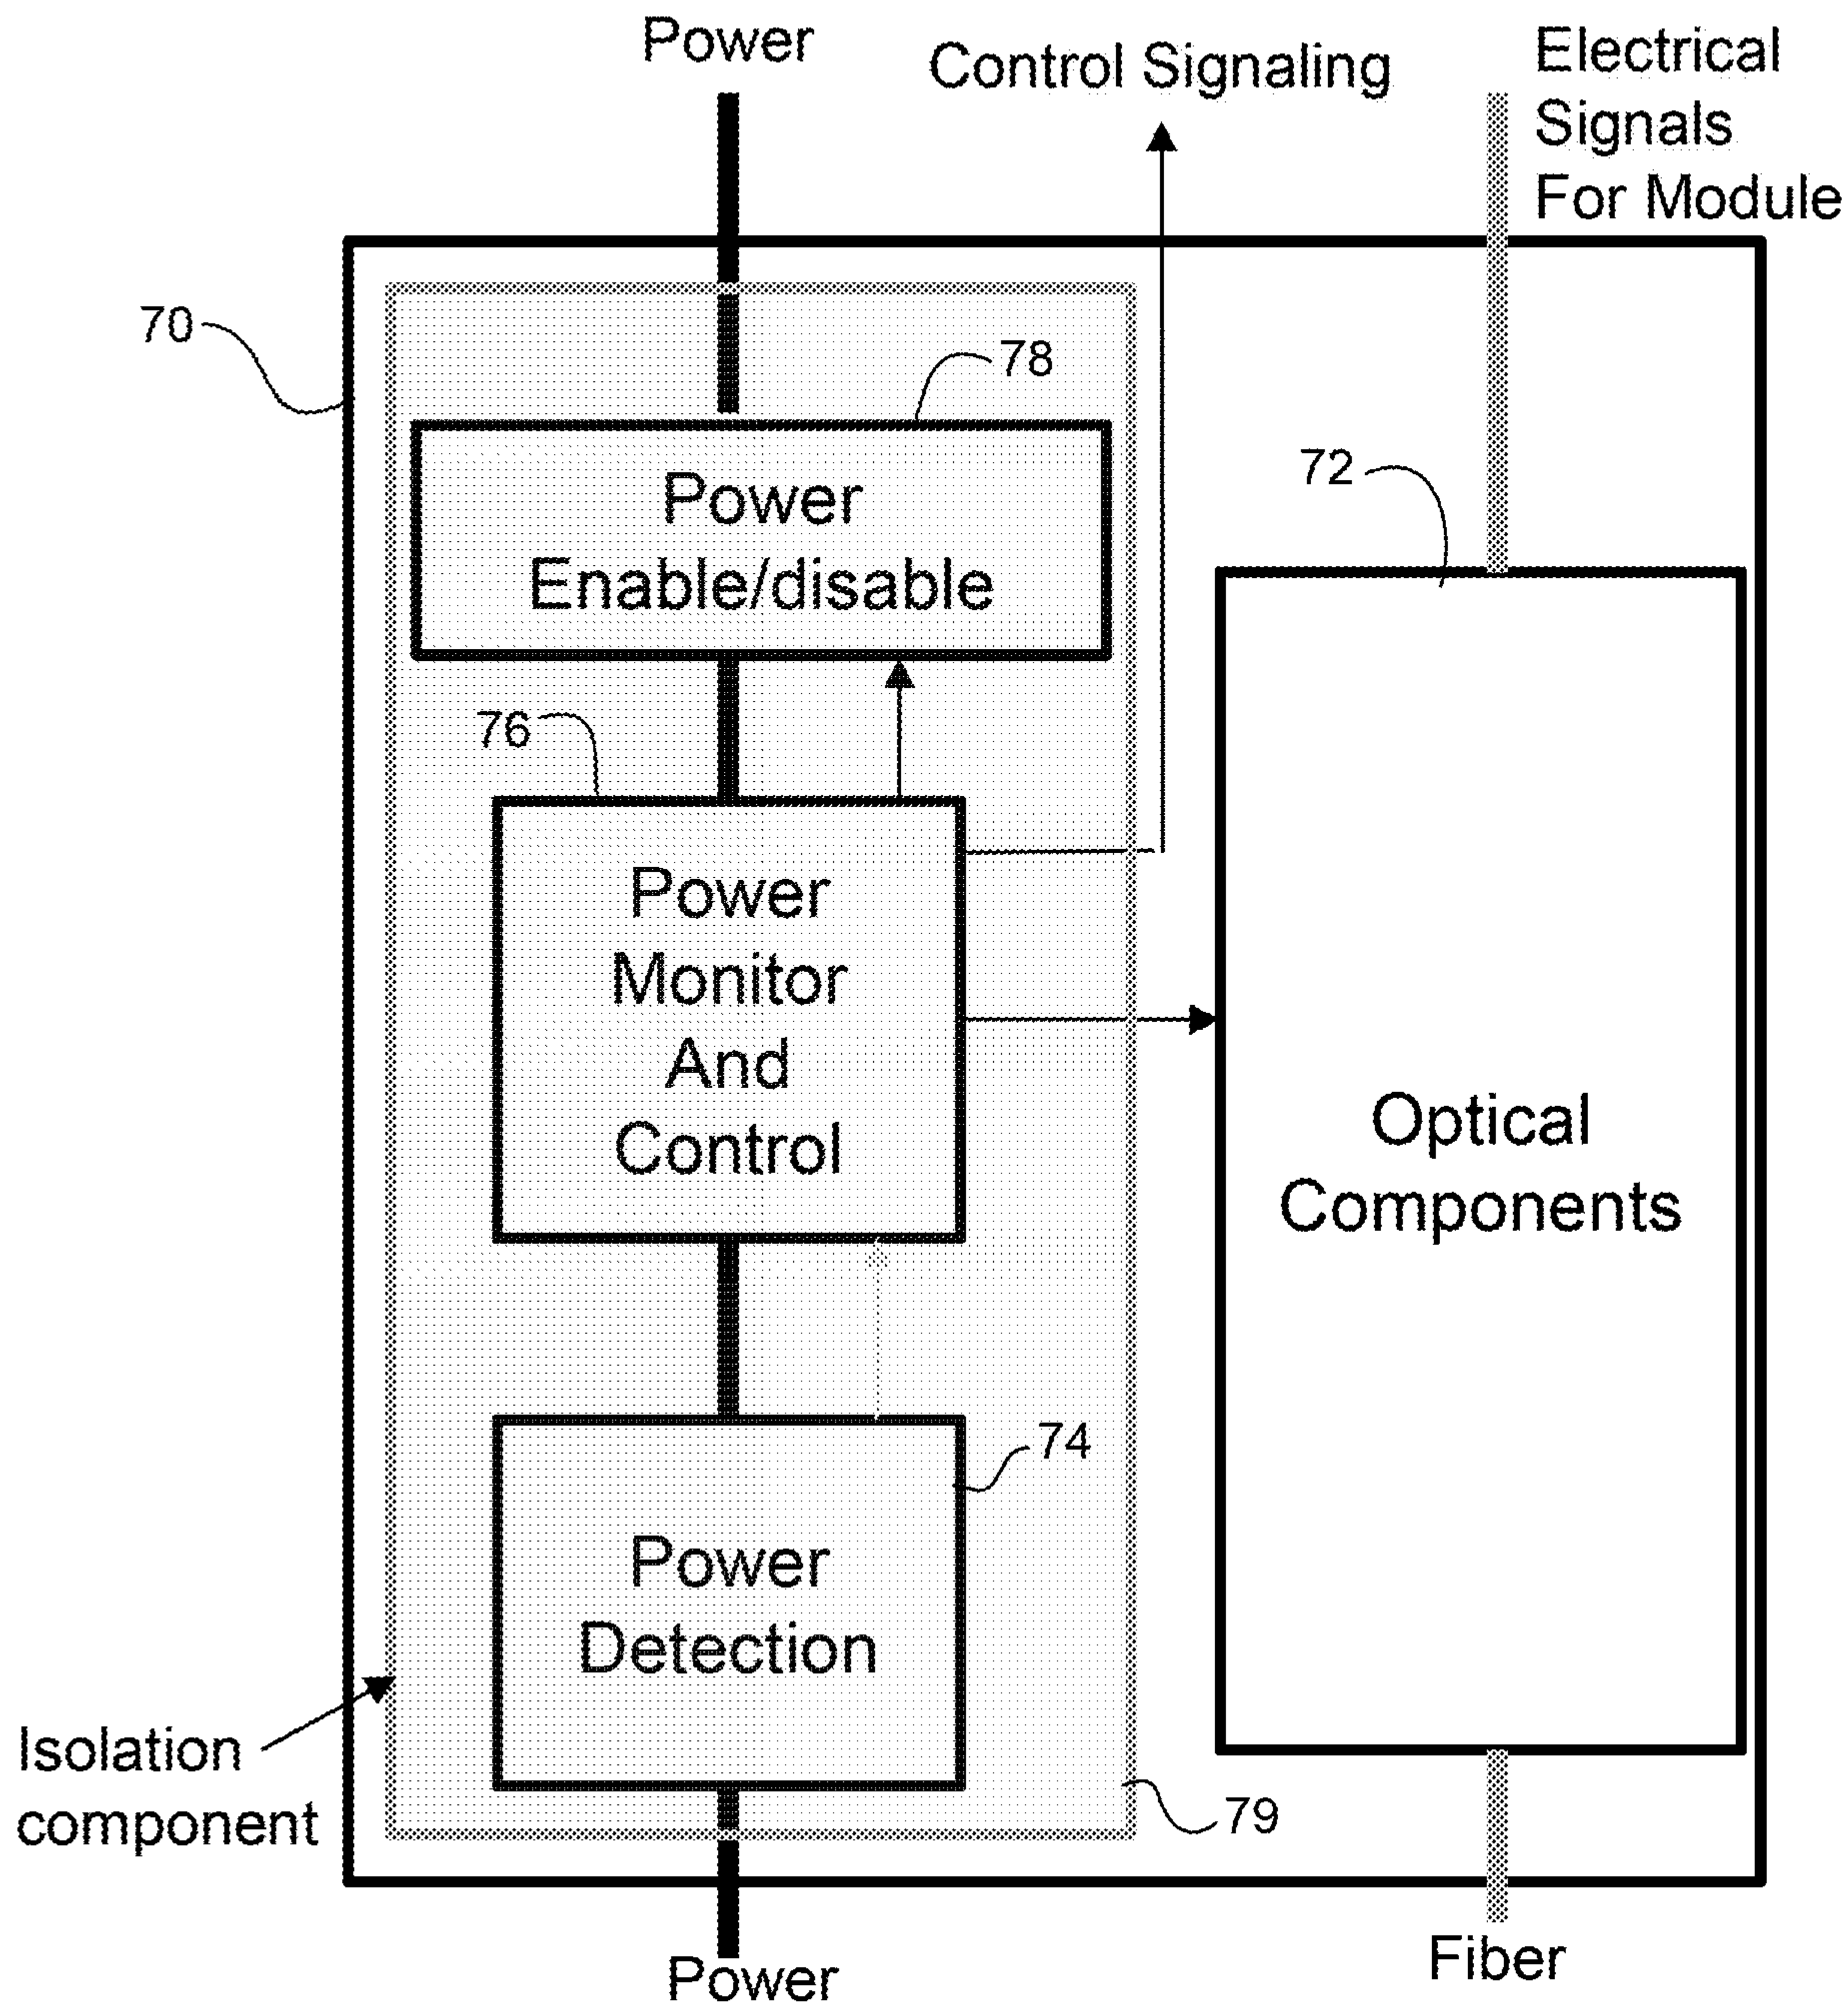 Power
Control Signaling
Electrical
Signals
For Module
70
78
Power
Enable/disable
72
76
Power
Monitor
And
Control
Optical
Components
74
Power
Detection
Isolation
component
79
Power
Fiber